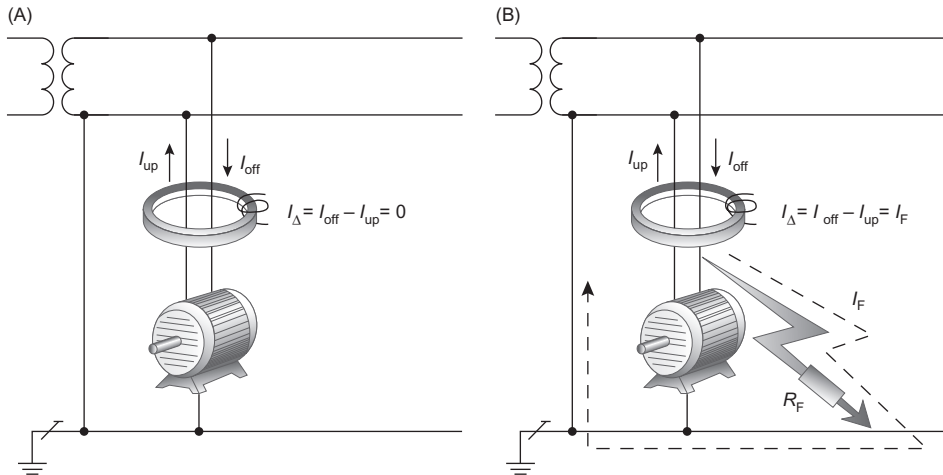 (A)
I_up
I_off
I_Δ = I_off – I_up = 0
(B)
I_up
I_off
I_Δ = I_off – I_up = I_F
I_F
R_F